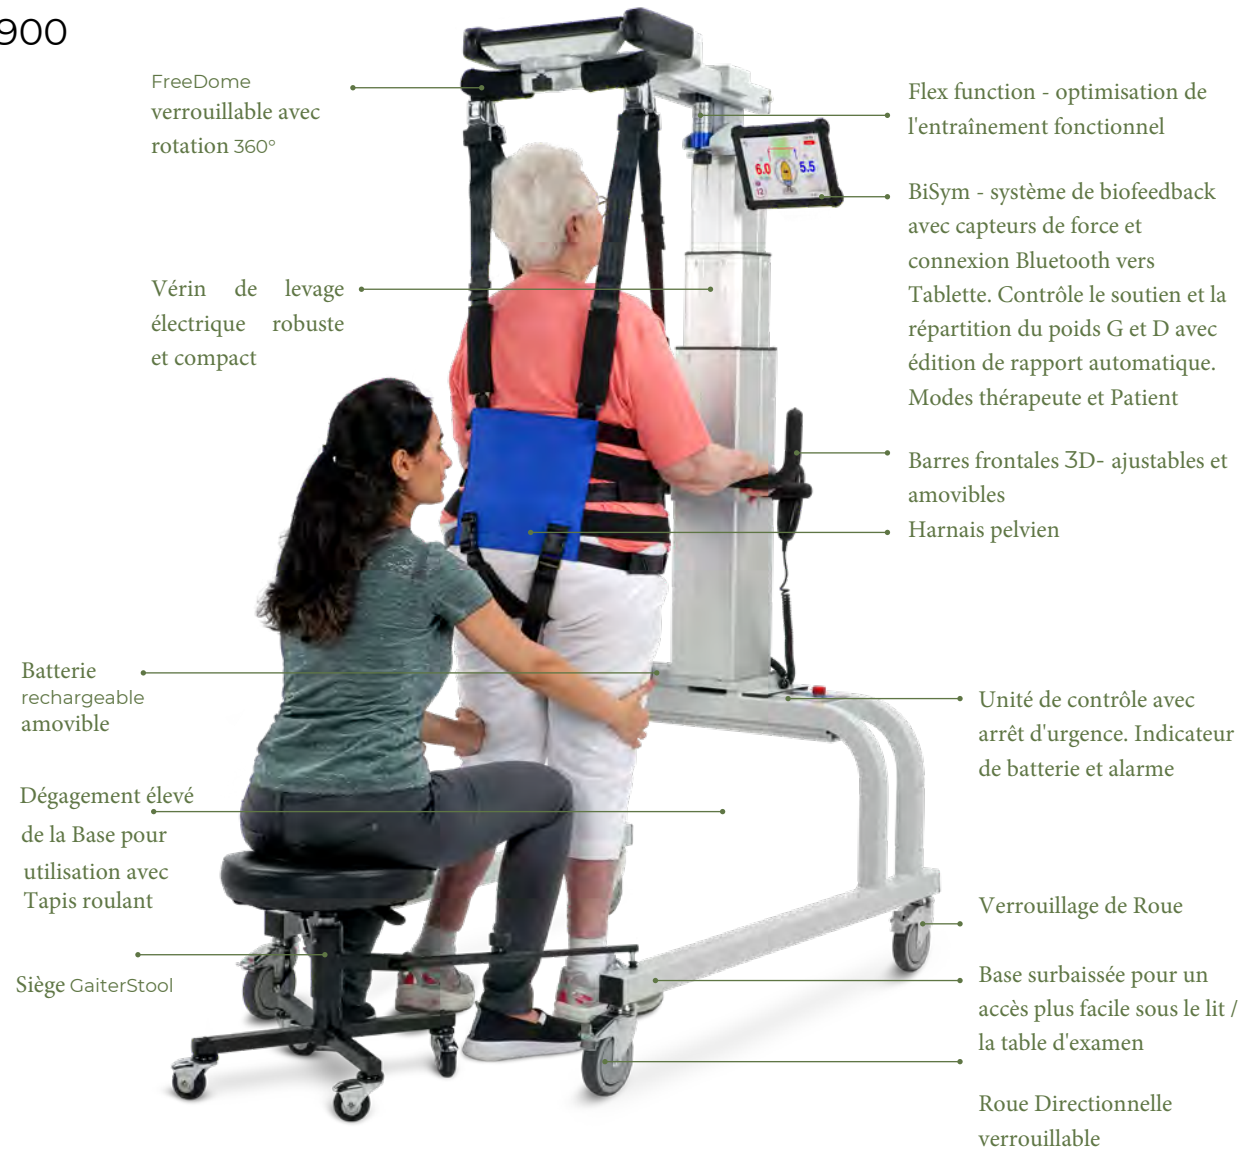 900
FreeDome
verrouillable avec
rotation 360°
Vérin de levage
électrique robuste
et compact
Batterie
rechargeable
amovible
Dégagement élevé
de la Base pour
utilisation avec
Tapis roulant
Siège GaiterStool
Flex function - optimisation de
l'entraînement fonctionnel
BiSym - système de biofeedback
avec capteurs de force et
connexion Bluetooth vers
Tablette. Contrôle le soutien et la
répartition du poids G et D avec
édition de rapport automatique.
Modes thérapeute et Patient
6.0
5.5
12
Barres frontales 3D- ajustables et
amovibles
Harnais pelvien
Unité de contrôle avec
arrêt d'urgence. Indicateur
de batterie et alarme
Verrouillage de Roue
Base surbaissée pour un
accès plus facile sous le lit /
la table d'examen
Roue Directionnelle
verrouillable